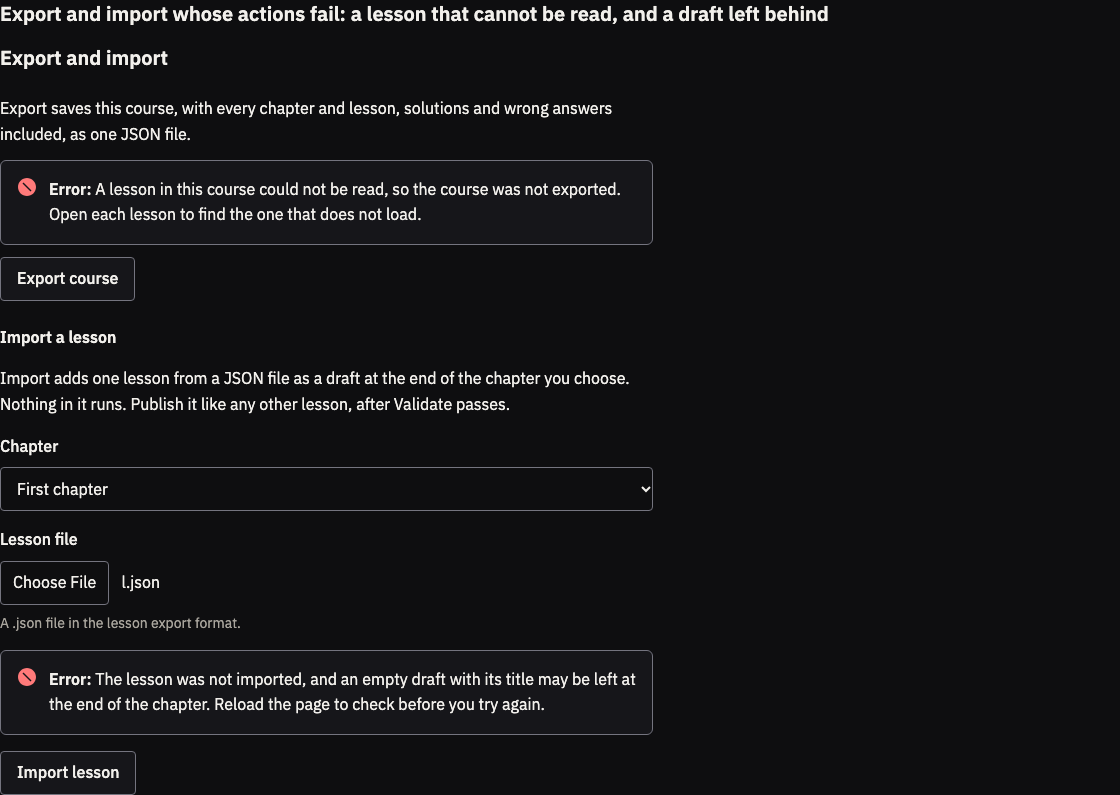 Export and import whose actions fail: a lesson that cannot be read, and a draft left behind
Export and import
Export saves this course, with every chapter and lesson, solutions and wrong answers
included, as one JSON file.
Error: A lesson in this course could not be read, so the course was not exported.
Open each lesson to find the one that does not load.
Export course
Import a lesson
Import adds one lesson from a JSON file as a draft at the end of the chapter you choose.
Nothing in it runs. Publish it like any other lesson, after Validate passes.
Chapter
First chapter
Lesson file
Choose File l.json
A .json file in the lesson export format.
Error: The lesson was not imported, and an empty draft with its title may be left at
the end of the chapter. Reload the page to check before you try again.
Import lesson